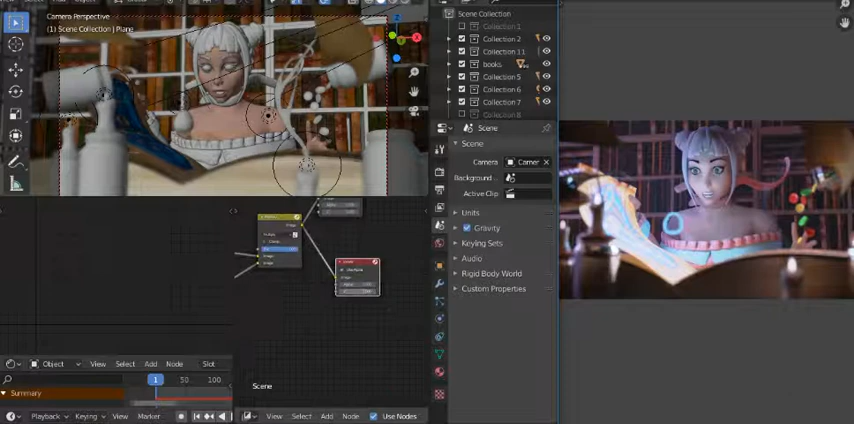 Camera Perspective
(1) Scene Collection | Plane
Scene Collection
Collection 1
Collection 2
Collection 11
books
Collection 5
Collection 6
Collection 7
Collection 8
Scene
Scene
Camera
Background
Active Clip
Units
Gravity
Keying Sets
Audio
Rigid Body World
Custom Properties
Object
View
Select
Add
Node
Slot
1
50
100
Summary
Playback
Keying
View
Marker
Scene
View
Select
Add
Node
Use Nodes